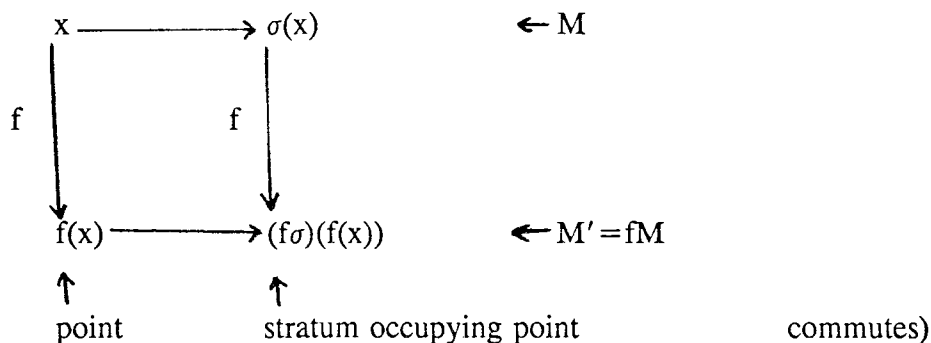 x σ(x) ← M
f f
f(x) (fσ)(f(x)) ← M′=fM
↑ ↑
point stratum occupying point commutes)